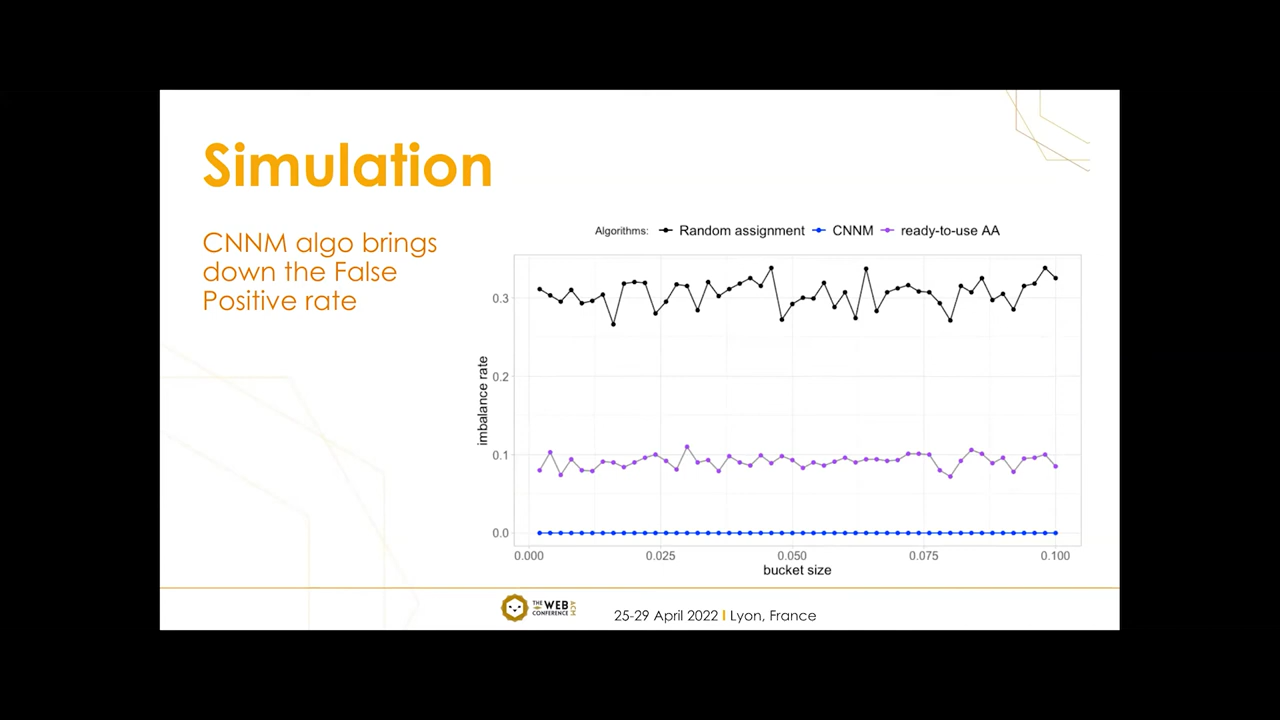 Simulation
CNNM algo brings
down the False
Positive rate
Algorithms: Random assignment CNNM ready-to-use AA
imbalance rate
0.3
0.2
0.1
0.0
0.000 0.025 0.050 0.075 0.100
bucket size
THE WEB CONFERENCE ACM
25-29 April 2022 I Lyon, France